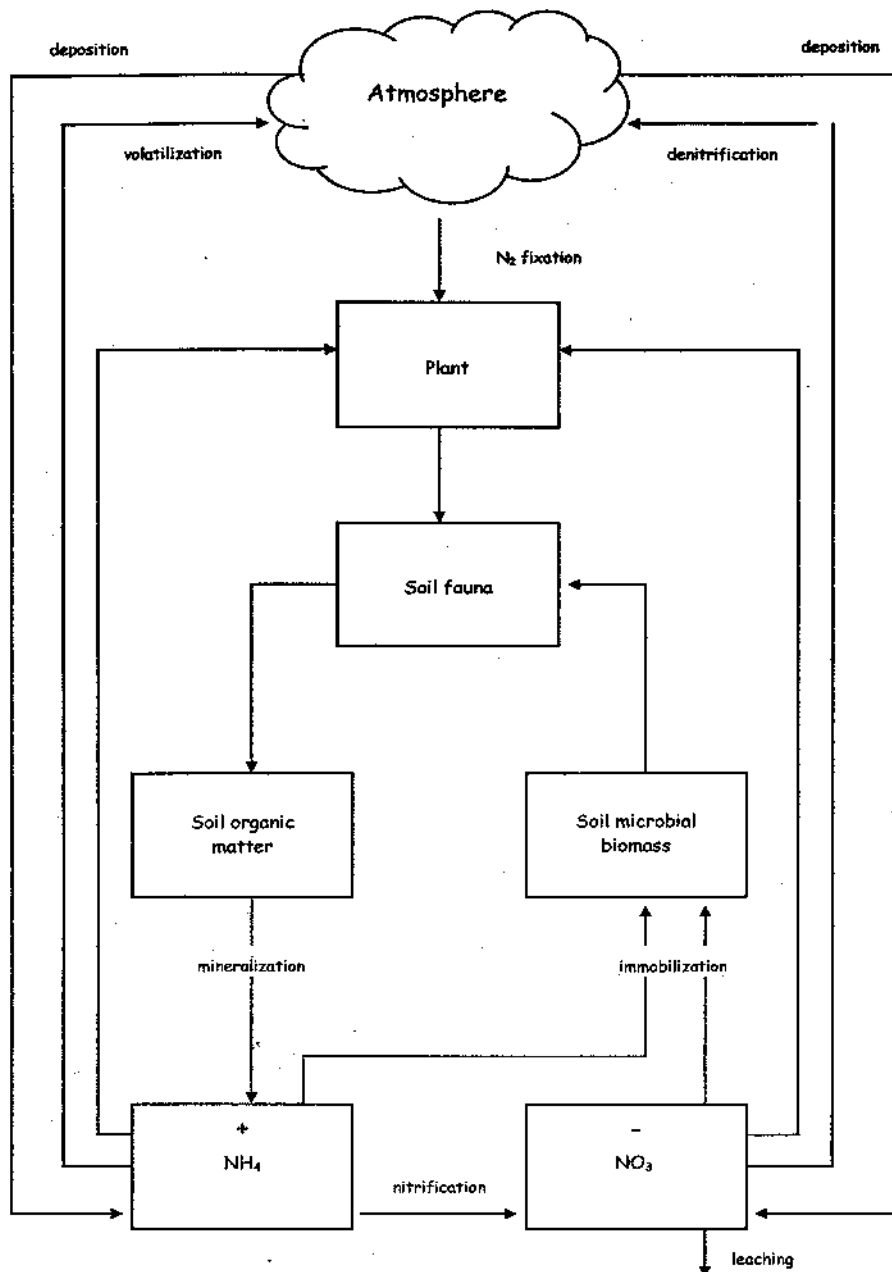 deposition
deposition
Atmosphere
volatilization
denitrification
N₂ fixation
Plant
Soil fauna
Soil organic
matter
Soil microbial
biomass
mineralization
immobilization
+
NH₄
−
NO₃
nitrification
leaching